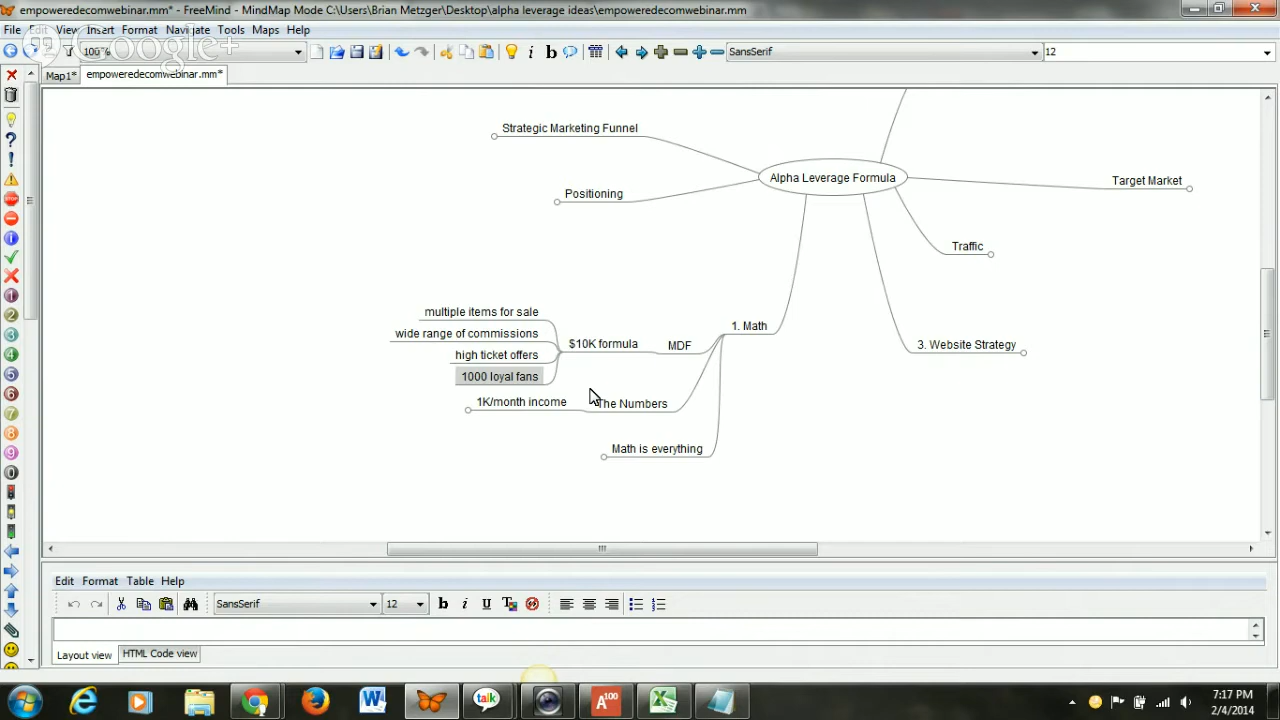 empoweredecomwebinar.mm* - FreeMind - MindMap Mode C:\Users\Brian Metzger\Desktop\alpha leverage ideas\empoweredecomwebinar.mm
File Edit View Insert Format Navigate Tools Maps Help
Google+
100%
SansSerif
12
Map1*
empoweredecomwebinar.mm*
Strategic Marketing Funnel
Alpha Leverage Formula
Target Market
Positioning
Traffic
multiple items for sale
1. Math
wide range of commissions
$10K formula
MDF
3. Website Strategy
high ticket offers
1000 loyal fans
1K/month income
The Numbers
Math is everything
Edit Format Table Help
SansSerif
12
Layout view
HTML Code view
talk
A100
7:17 PM
2/4/2014